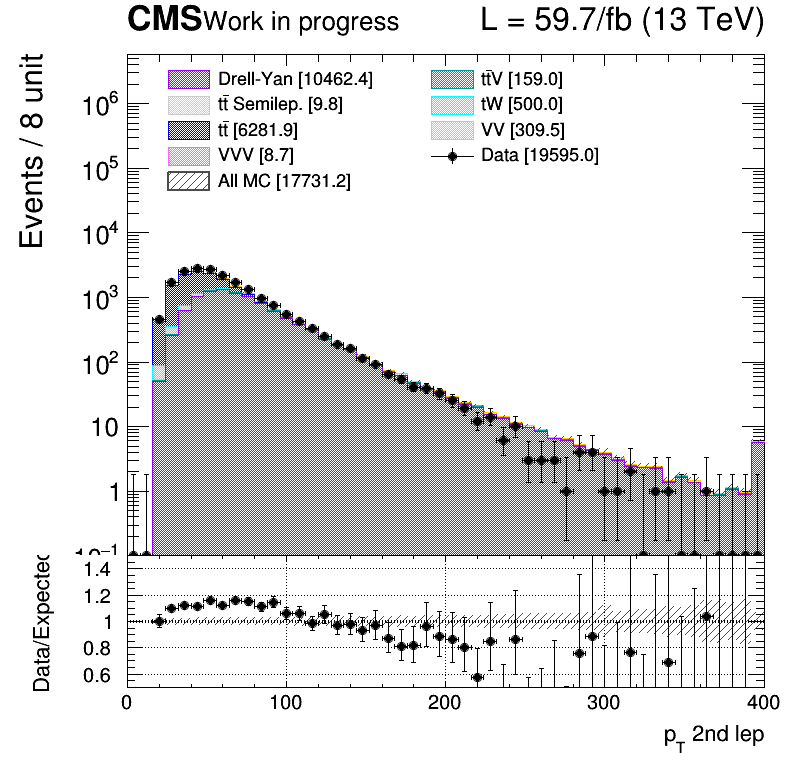 CMS Work in progress L = 59.7/fb (13 TeV)
Events / 8 unit
Drell-Yan [10462.4]
tt̄ Semilep. [9.8]
tt̄ [6281.9]
VVV [8.7]
All MC [17731.2]
tt̄V [159.0]
tW [500.0]
VV [309.5]
Data [19595.0]
10⁶
10⁵
10⁴
10³
10²
10
1
10⁻¹
Data/Expected
1.4
1.2
1
0.8
0.6
0 100 200 300 400
p_T 2nd lep